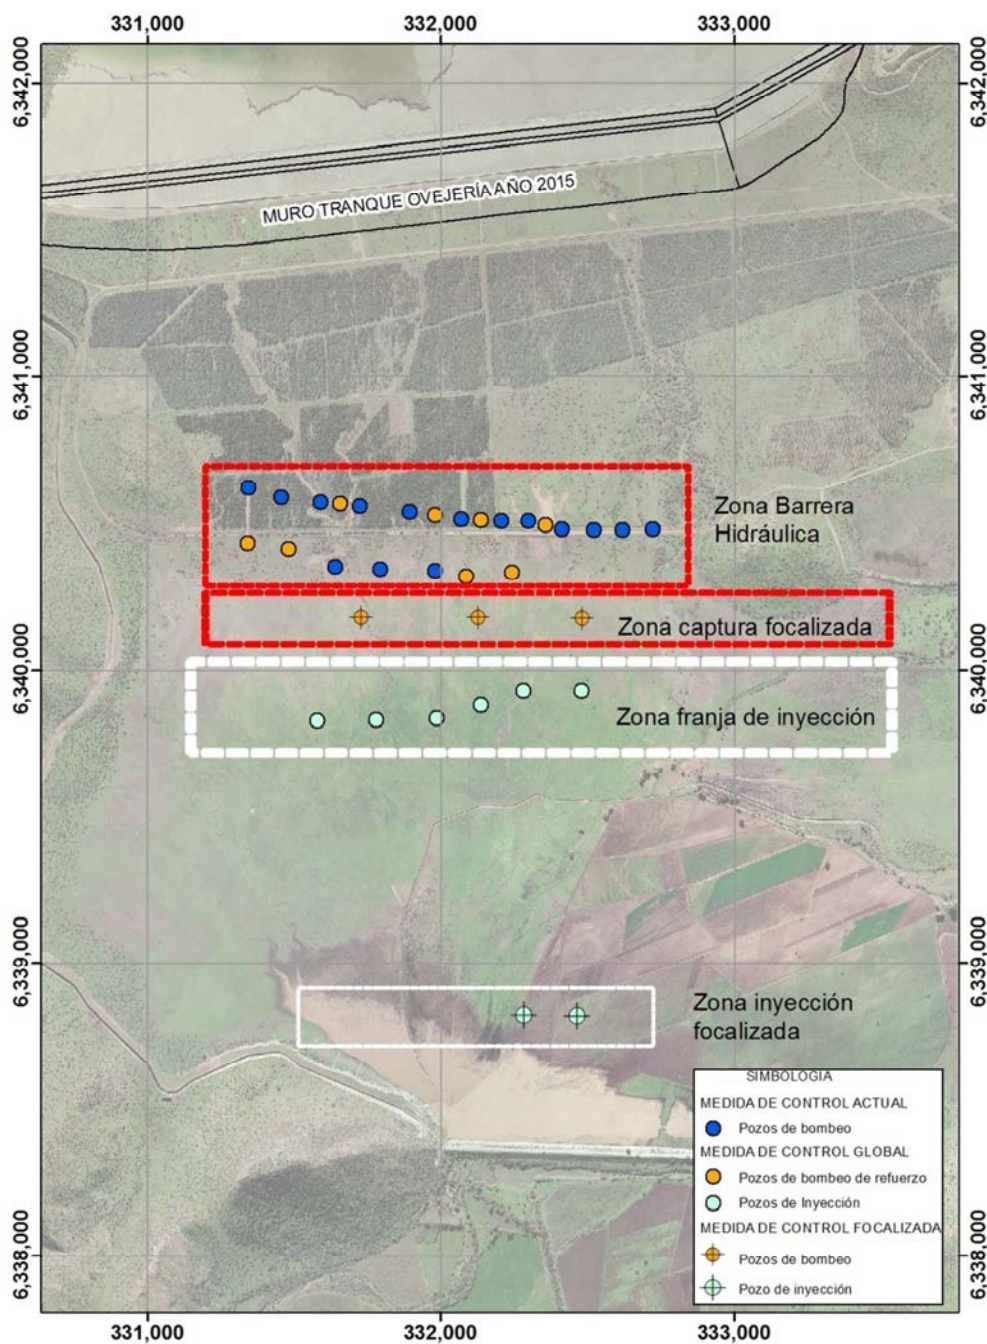 331,000 332,000 333,000
6,342,000 6,342,000
MURO TRANQUE OVEJERÍA AÑO 2015
6,341,000 6,341,000
Zona Barrera
Hidráulica
Zona captura focalizada
6,340,000 6,340,000
Zona franja de inyección
6,339,000 6,339,000
Zona inyección
focalizada
SIMBOLOGIA
MEDIDA DE CONTROL ACTUAL
Pozos de bombeo
MEDIDA DE CONTROL GLOBAL
Pozos de bombeo de refuerzo
Pozos de Inyección
MEDIDA DE CONTROL FOCALIZADA
Pozos de bombeo
Pozo de inyección
6,338,000 6,338,000
331,000 332,000 333,000